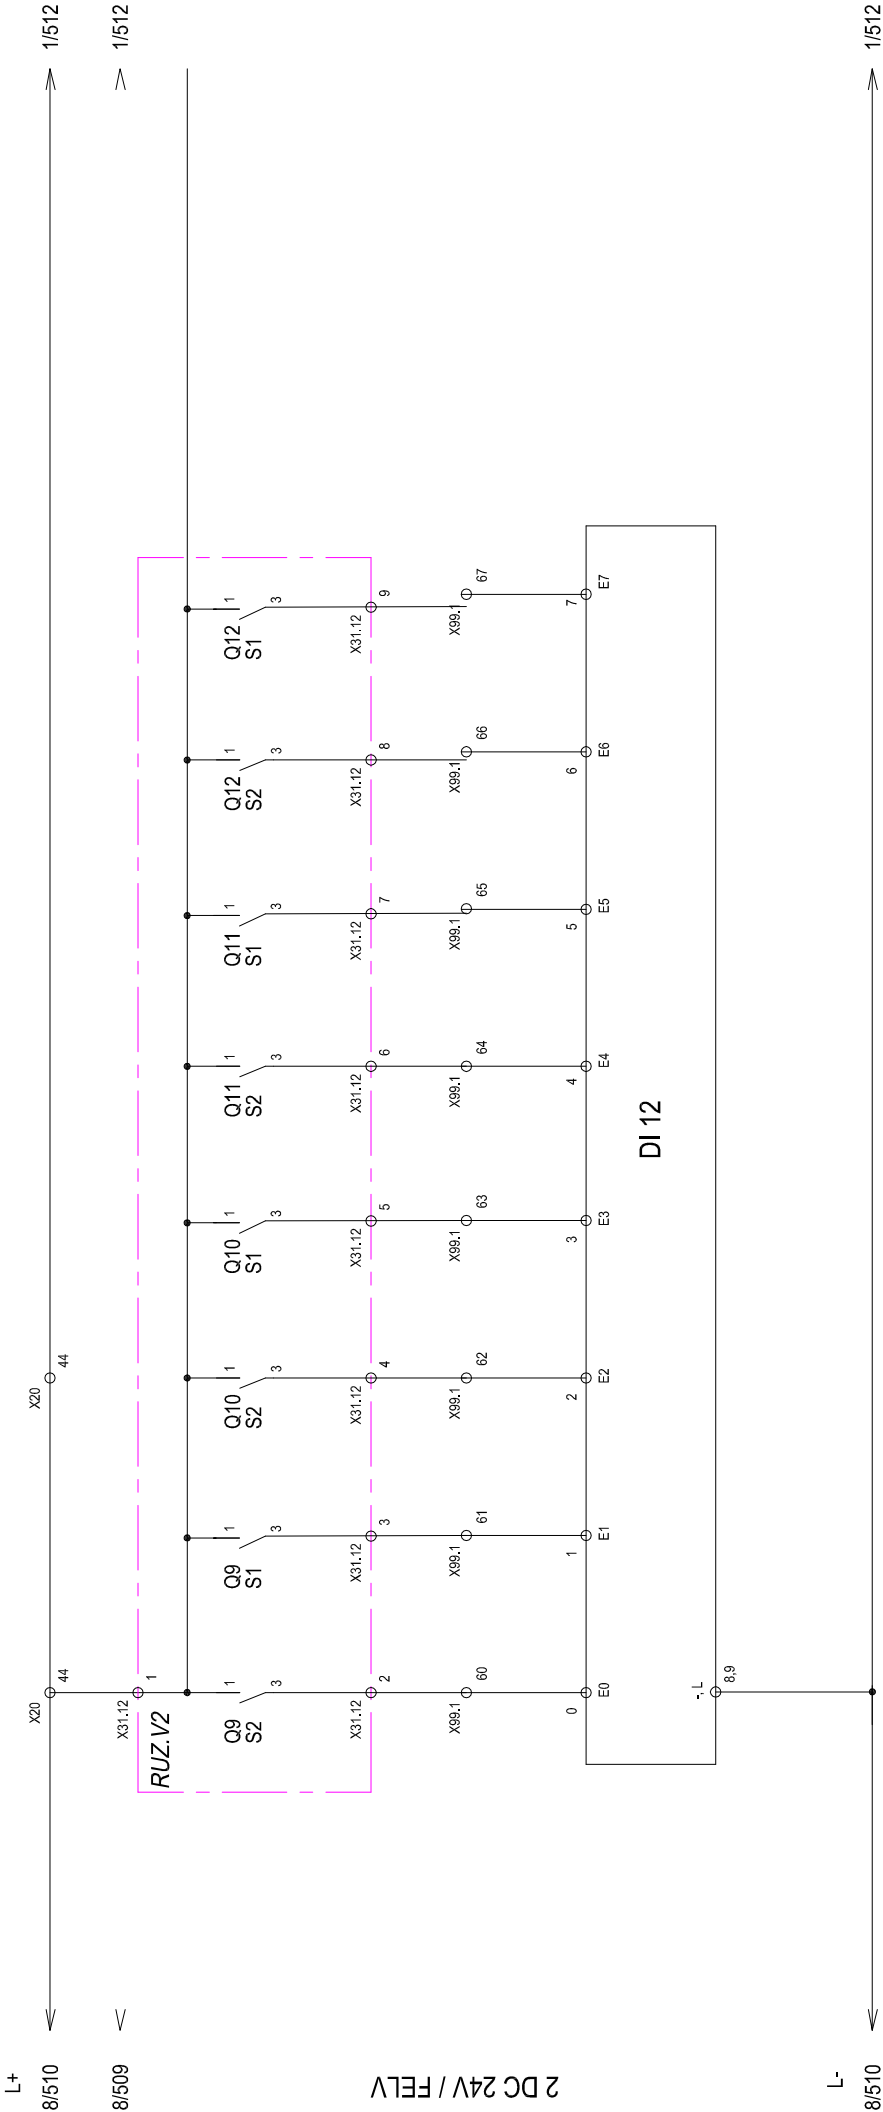 L+
8/510
1/512
8/509
1/512
X20
44
X20
44
X31.12
1
RUZ.V2
Q9
S2
1
3
Q9
S1
1
3
Q10
S2
1
3
Q10
S1
1
3
Q11
S2
1
3
Q11
S1
1
3
Q12
S2
1
3
Q12
S1
1
3
X31.12
2
X31.12
3
X31.12
4
X31.12
5
X31.12
6
X31.12
7
X31.12
8
X31.12
9
X99.1
60
X99.1
61
X99.1
62
X99.1
63
X99.1
64
X99.1
65
X99.1
66
X99.1
67
2 DC 24V / FELV
0
E0
1
E1
2
E2
3
E3
4
E4
5
E5
6
E6
7
E7
DI 12
-, L
8,9
L-
8/510
1/512